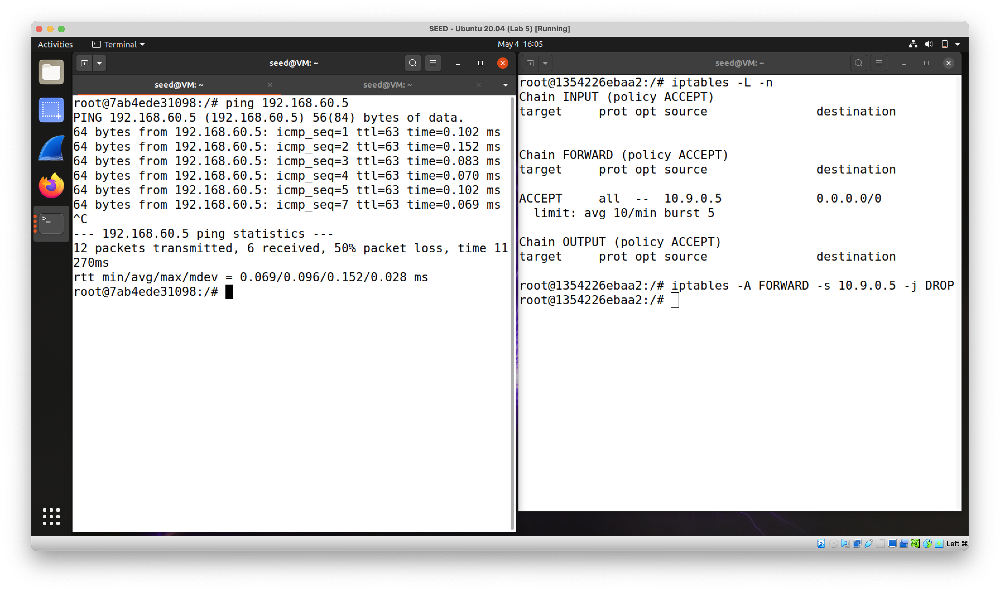 SEED - Ubuntu 20.04 (Lab 5) [Running]
Activities
Terminal
May 4 16:05
seed@VM: ~
seed@VM: ~
seed@VM: ~
root@7ab4ede31098:/# ping 192.168.60.5
PING 192.168.60.5 (192.168.60.5) 56(84) bytes of data.
64 bytes from 192.168.60.5: icmp_seq=1 ttl=63 time=0.102 ms
64 bytes from 192.168.60.5: icmp_seq=2 ttl=63 time=0.152 ms
64 bytes from 192.168.60.5: icmp_seq=3 ttl=63 time=0.083 ms
64 bytes from 192.168.60.5: icmp_seq=4 ttl=63 time=0.070 ms
64 bytes from 192.168.60.5: icmp_seq=5 ttl=63 time=0.102 ms
64 bytes from 192.168.60.5: icmp_seq=7 ttl=63 time=0.069 ms
^C
--- 192.168.60.5 ping statistics ---
12 packets transmitted, 6 received, 50% packet loss, time 11
270ms
rtt min/avg/max/mdev = 0.069/0.096/0.152/0.028 ms
root@7ab4ede31098:/#
seed@VM: ~
root@1354226ebaa2:/# iptables -L -n
Chain INPUT (policy ACCEPT)
target prot opt source destination
Chain FORWARD (policy ACCEPT)
target prot opt source destination
ACCEPT all -- 10.9.0.5 0.0.0.0/0
limit: avg 10/min burst 5
Chain OUTPUT (policy ACCEPT)
target prot opt source destination
root@1354226ebaa2:/# iptables -A FORWARD -s 10.9.0.5 -j DROP
root@1354226ebaa2:/#
Left ⌘